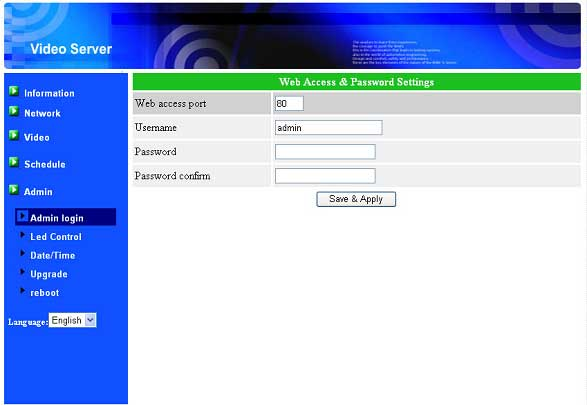 Video Server
Information
Network
Video
Schedule
Admin
Admin login
Led Control
Date/Time
Upgrade
reboot
Language: English
Web Access & Password Settings
Web access port 80
Username admin
Password
Password confirm
Save & Apply